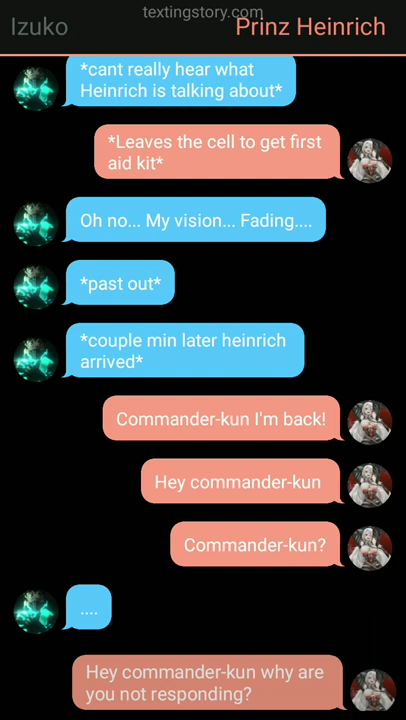 textingstory.com
Izuko
Prinz Heinrich
*cant really hear what
Heinrich is talking about*
*Leaves the cell to get first
aid kit*
Oh no... My vision... Fading....
*past out*
*couple min later heinrich
arrived*
Commander-kun I'm back!
Hey commander-kun
Commander-kun?
....
Hey commander-kun why are
you not responding?